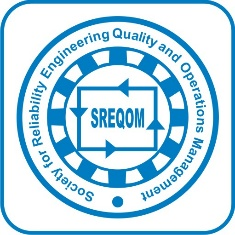 Society for Reliability Engineering Quality and Operations Management
SREQOM